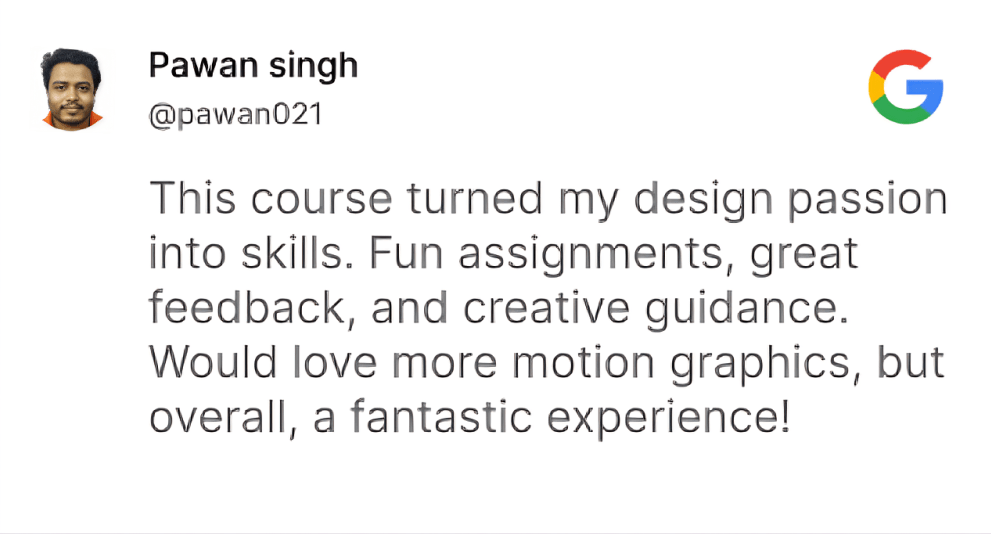 Pawan singh
@pawan021
This course turned my design passion
into skills. Fun assignments, great
feedback, and creative guidance.
Would love more motion graphics, but
overall, a fantastic experience!